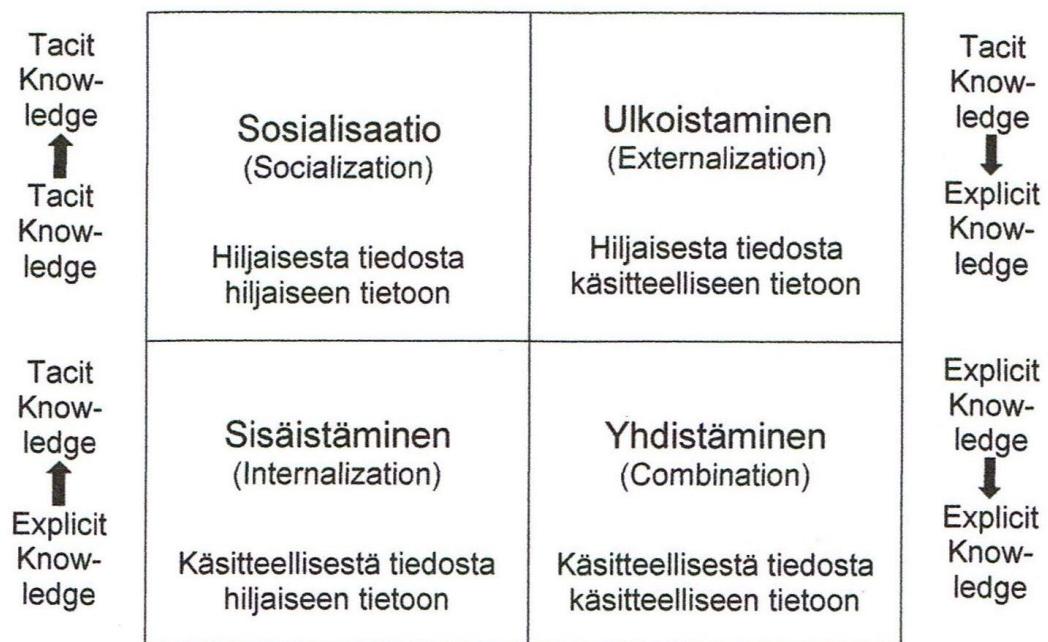 Tacit
Know-
ledge
Tacit
Know-
ledge
Sosialisaatio
(Socialization)
Hiljaisesta tiedosta
hiljaiseen tietoon
Ulkoistaminen
(Externalization)
Hiljaisesta tiedosta
käsitteelliseen tietoon
Tacit
Know-
ledge
Explicit
Know-
ledge
Tacit
Know-
ledge
Explicit
Know-
ledge
Sisäistäminen
(Internalization)
Käsitteellisestä tiedosta
hiljaiseen tietoon
Yhdistäminen
(Combination)
Käsitteellisestä tiedosta
käsitteelliseen tietoon
Explicit
Know-
ledge
Explicit
Know-
ledge